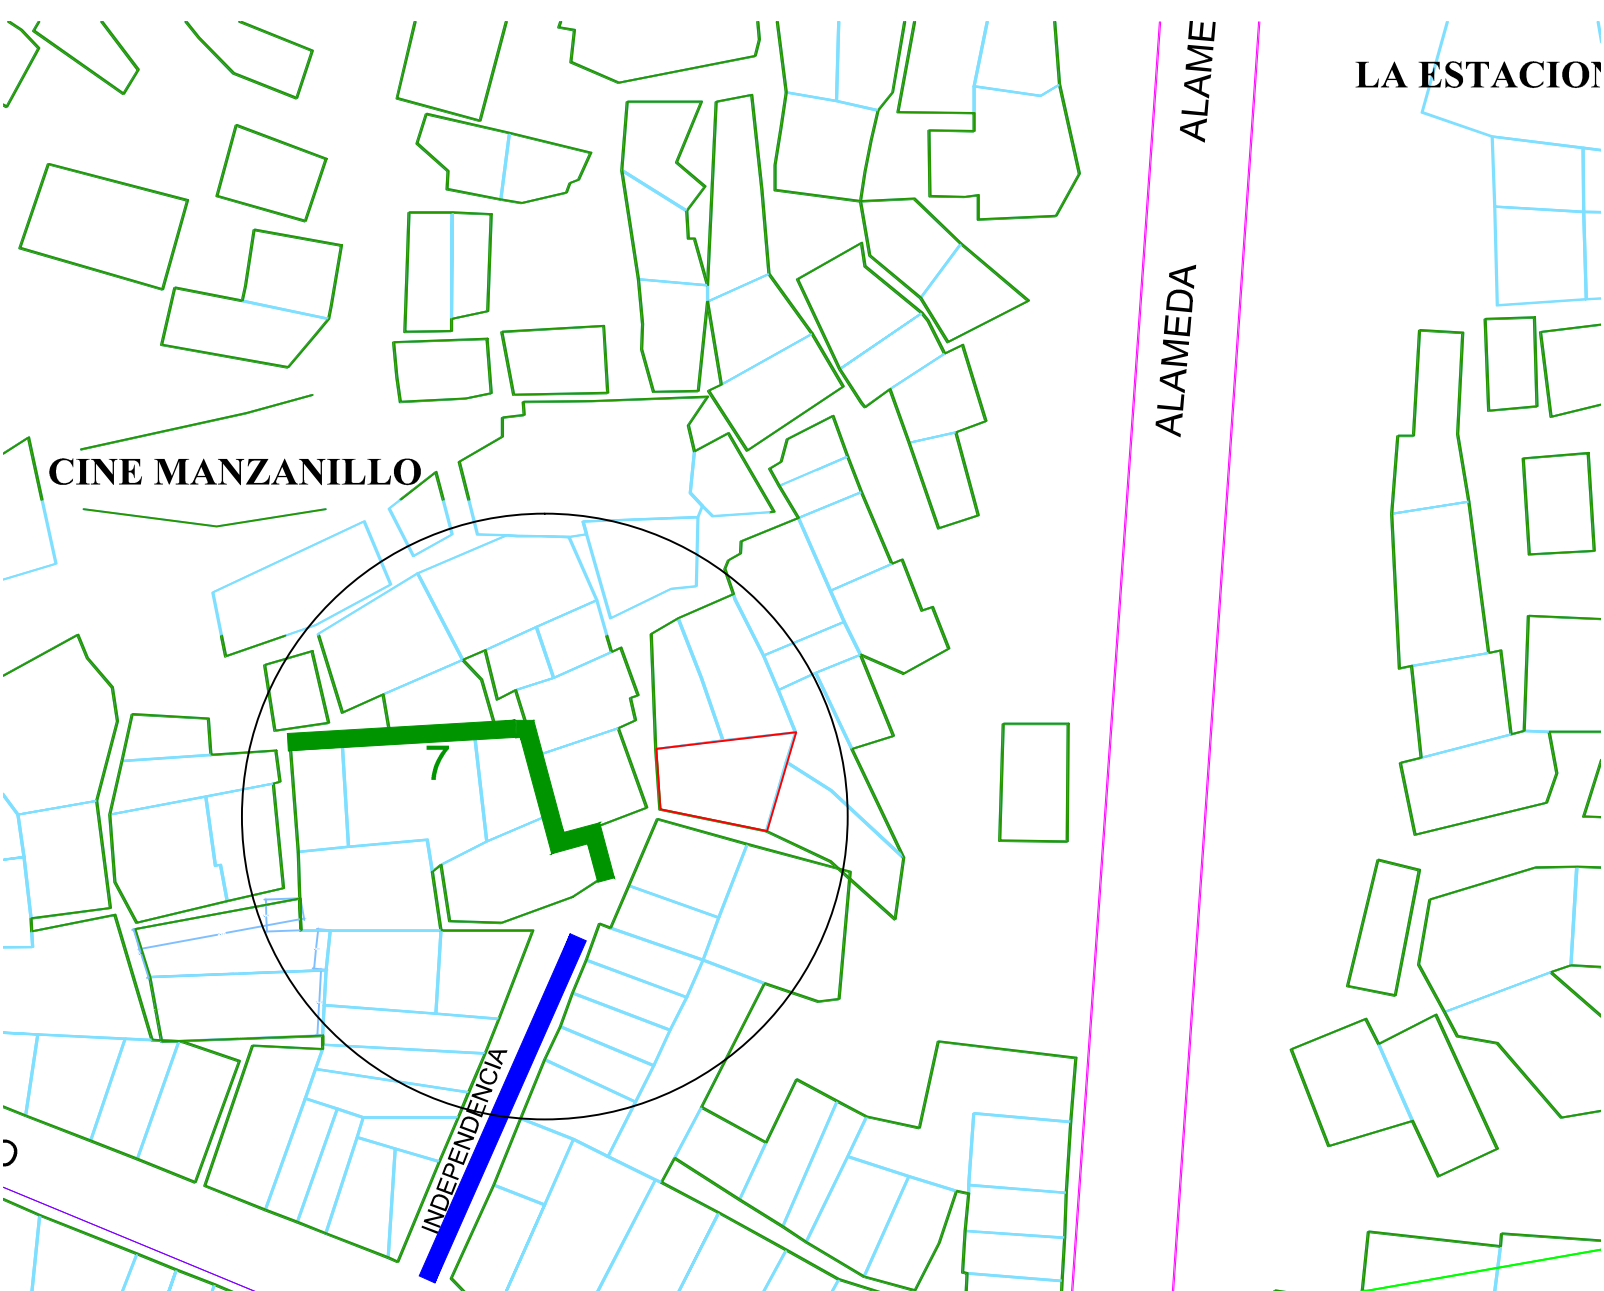 ALAME
LA ESTACION
ALAMEDA
CINE MANZANILLO
7
INDEPENDENCIA
O